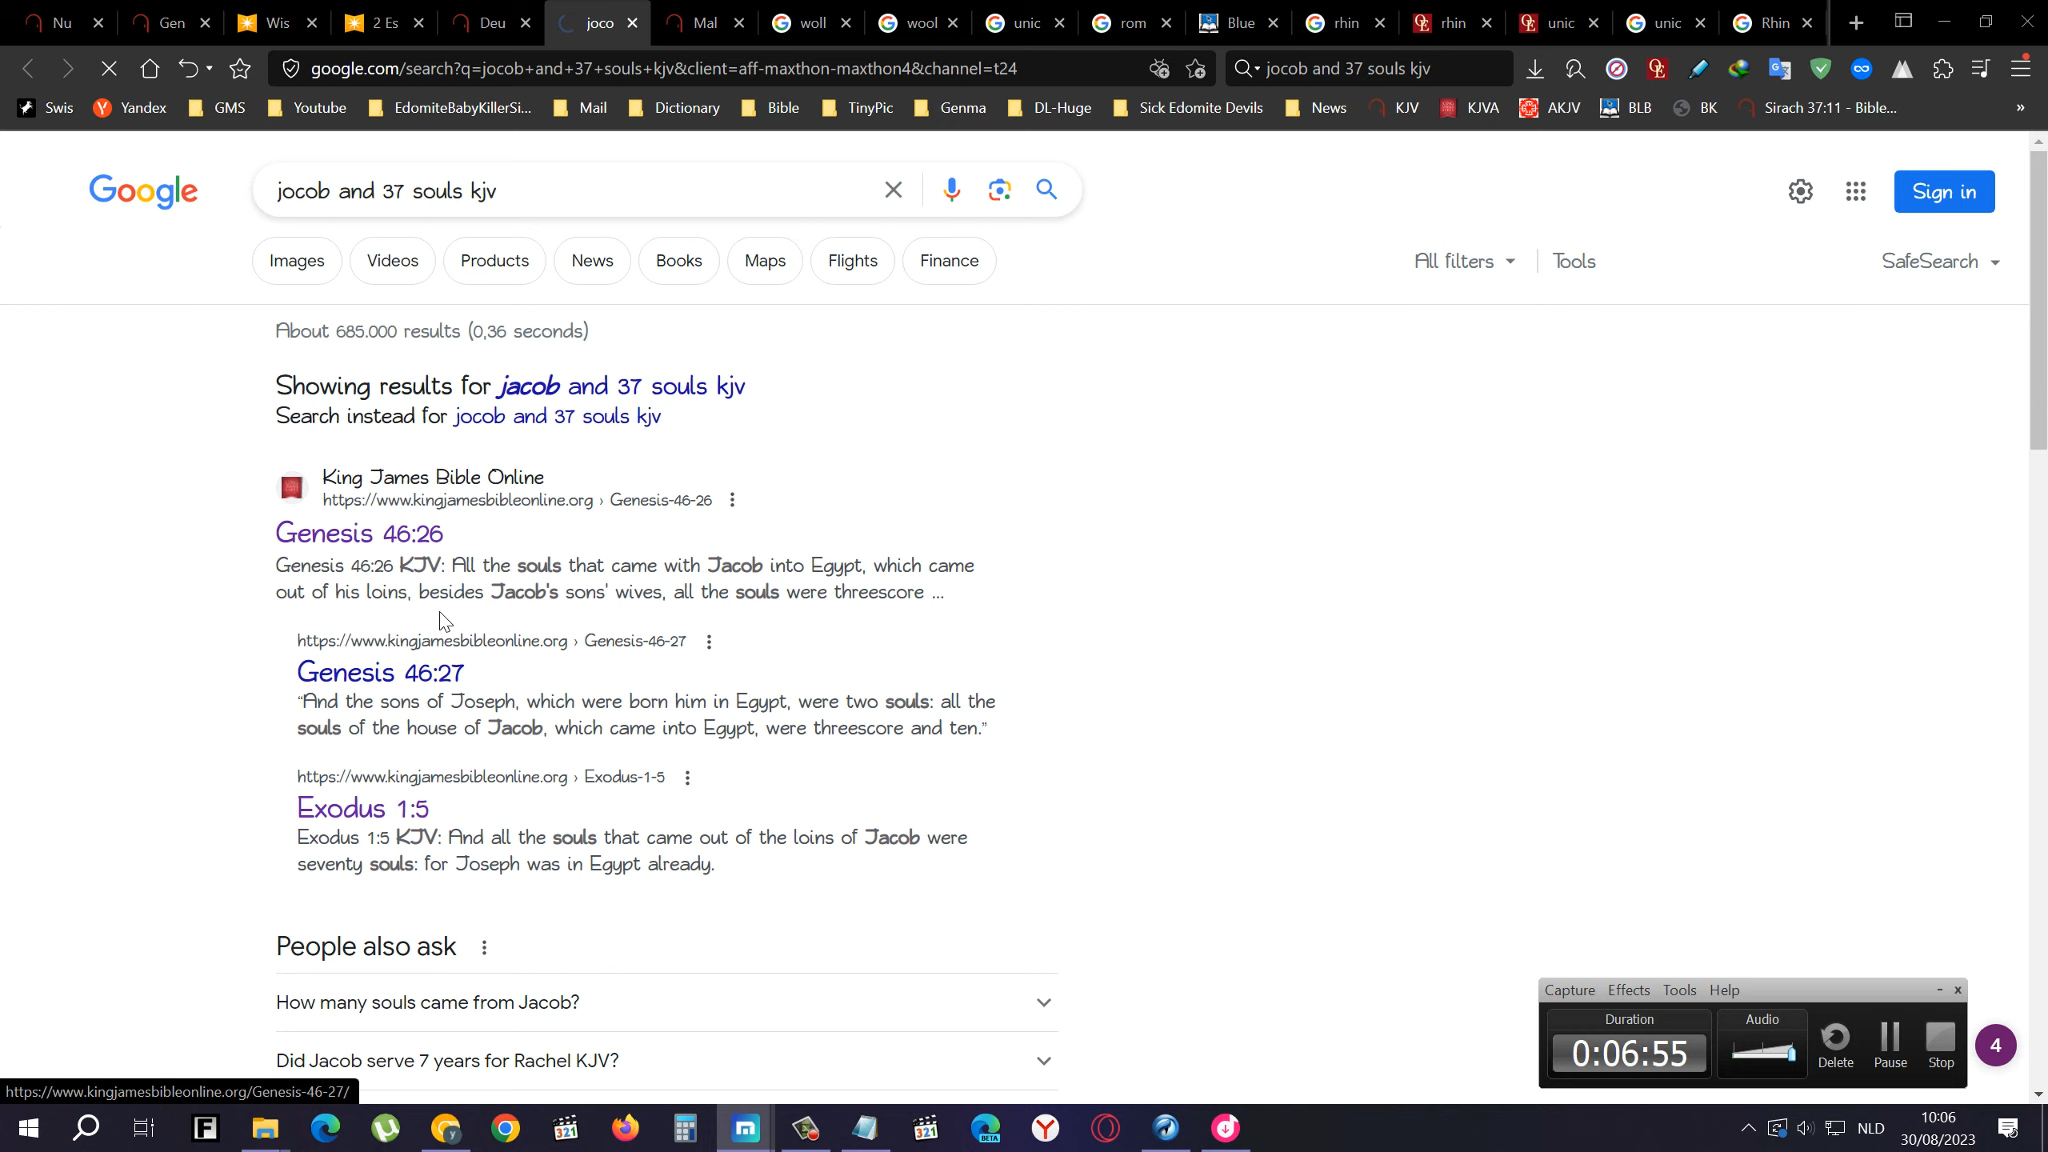 Nu
Gen
Wis
2 Es
Deu
joco
Mal
woll
wool
unic
rom
Blue
rhin
rhin
unic
unic
Rhin
google.com/search?q=jocob+and+37+souls+kjv&client=aff-maxthon-maxthon4&channel=t24
jocob and 37 souls kjv
Swis
Yandex
GMS
Youtube
EdomiteBabyKillerSi...
Mail
Dictionary
Bible
TinyPic
Genma
DL-Huge
Sick Edomite Devils
News
KJV
KJVA
AKJV
BLB
BK
Sirach 37:11 - Bible...
»
Google
jocob and 37 souls kjv
Sign in
Images
Videos
Products
News
Books
Maps
Flights
Finance
All filters
Tools
SafeSearch
About 685.000 results (0,36 seconds)
Showing results for jacob and 37 souls kjv
Search instead for jocob and 37 souls kjv
King James Bible Online
https://www.kingjamesbibleonline.org › Genesis-46-26
Genesis 46:26
Genesis 46:26 KJV: All the souls that came with Jacob into Egypt, which came
out of his loins, besides Jacob's sons' wives, all the souls were threescore ...
https://www.kingjamesbibleonline.org › Genesis-46-27
Genesis 46:27
“And the sons of Joseph, which were born him in Egypt, were two souls: all the
souls of the house of Jacob, which came into Egypt, were threescore and ten.”
https://www.kingjamesbibleonline.org › Exodus-1-5
Exodus 1:5
Exodus 1:5 KJV: And all the souls that came out of the loins of Jacob were
seventy souls: for Joseph was in Egypt already.
People also ask
How many souls came from Jacob?
Did Jacob serve 7 years for Rachel KJV?
Capture Effects Tools Help
Duration
0:06:55
Audio
Delete
Pause
Stop
4
https://www.kingjamesbibleonline.org/Genesis-46-27/
F
321
321
BETA
NLD
10:06
30/08/2023